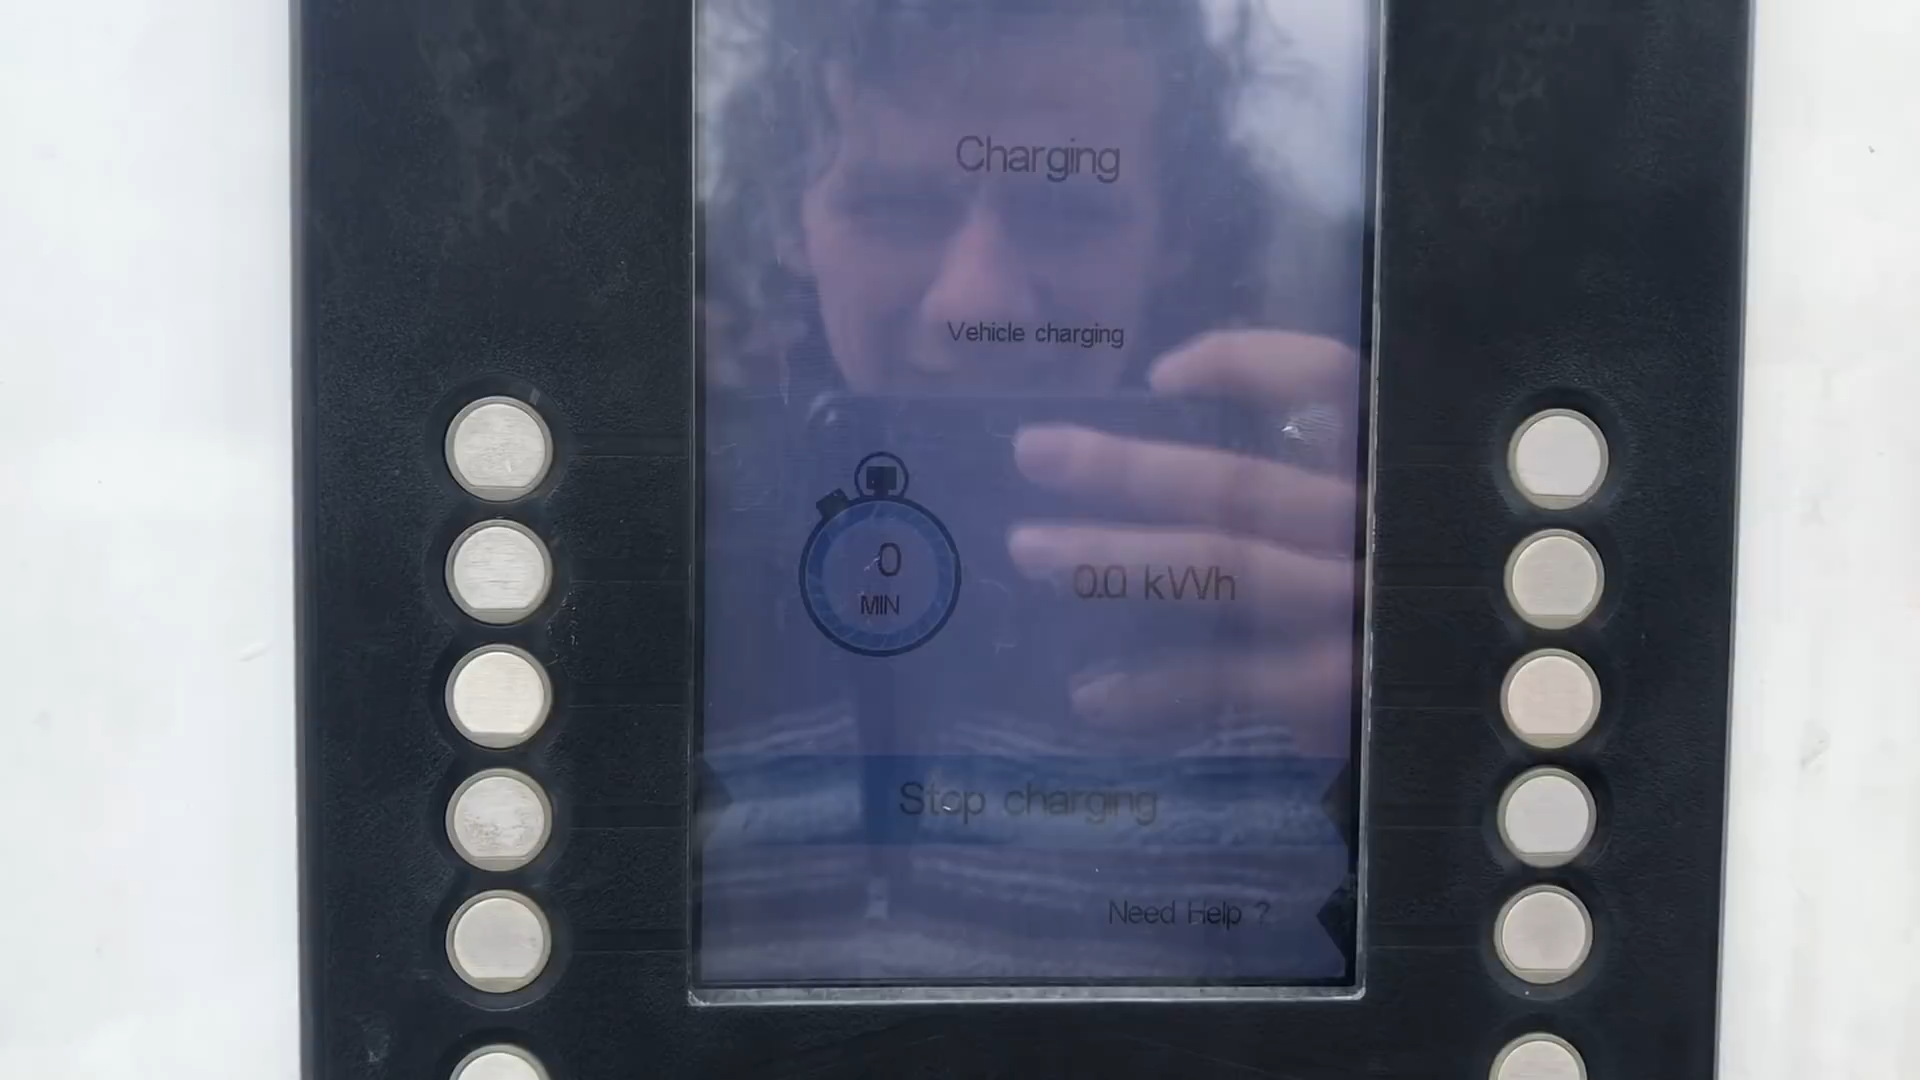 Charging
Vehicle charging
0
MIN
0.0 kWh
Stop charging
Need Help ?